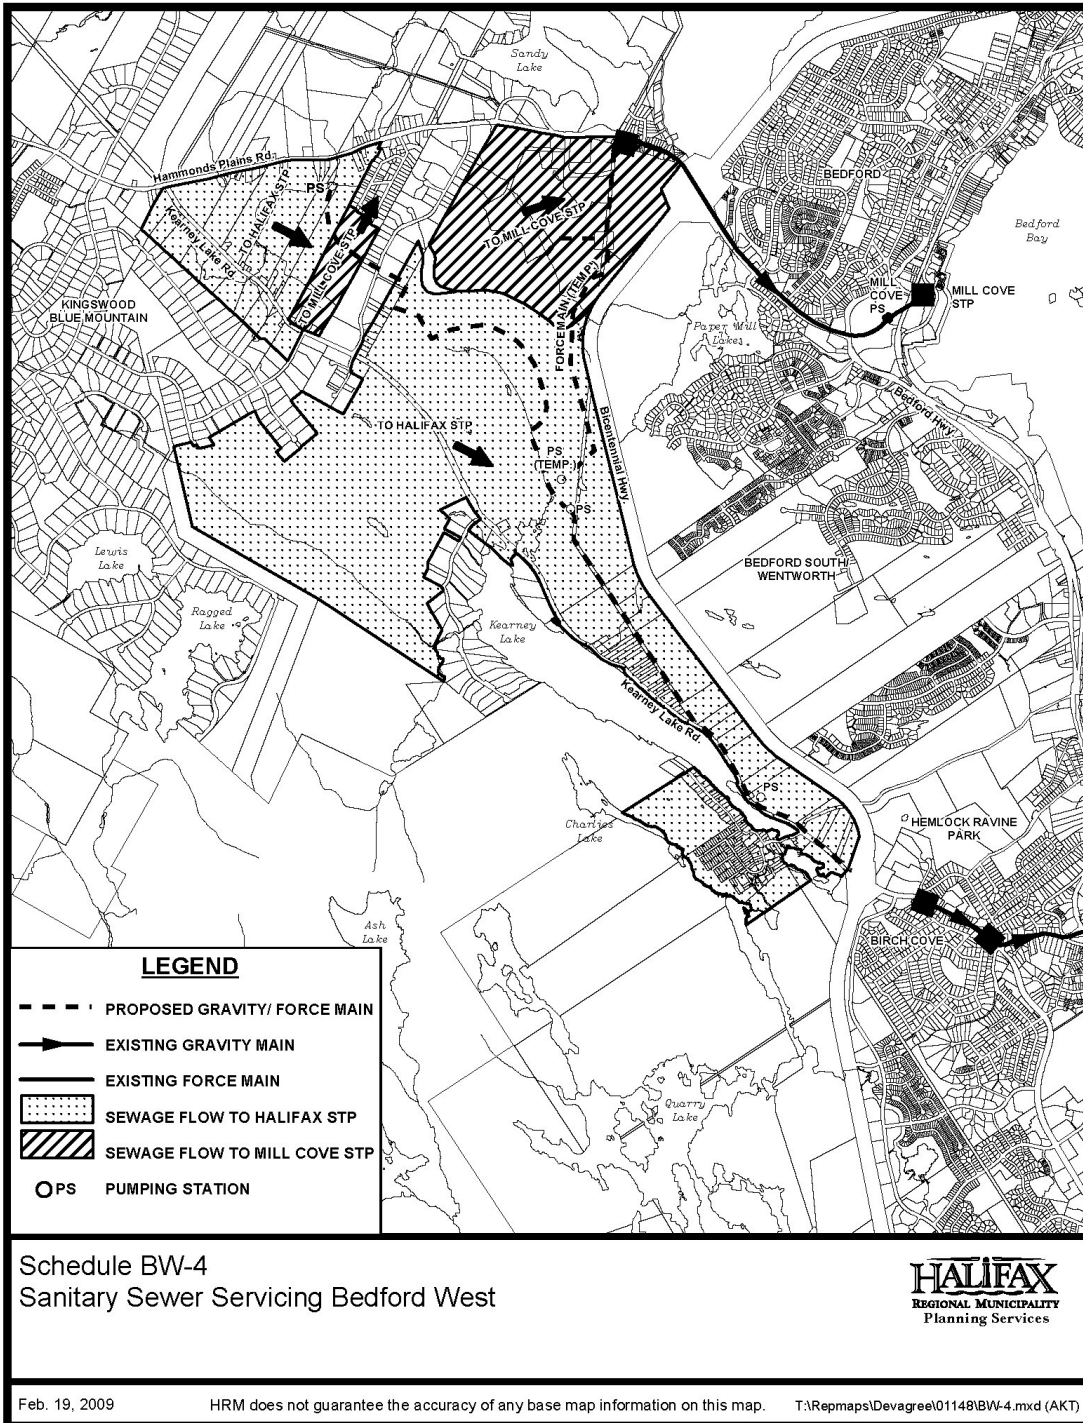 Sandy
Lake
Hammonds Plains Rd.
PS
TO HALIFAX STP
Kearney Lake Rd.
TO MILL COVE STP
TO MILL COVE STP
BEDFORD
Bedford
Bay
KINGSWOOD
BLUE MOUNTAIN
FORCEMAIN (TEMP.)
MILL
COVE
PS
MILL COVE
STP
Paper Mill
Lakes
Bedford Hwy.
TO HALIFAX STP
Bicentennial Hwy.
PS
(TEMP.)
PS
Lewis
Lake
BEDFORD SOUTH/
WENTWORTH
Ragged
Lake
Kearney
Lake
Kearney Lake Rd.
PS
Charlies
Lake
HEMLOCK RAVINE
PARK
Ash
Lake
BIRCH COVE
Quarry
Lake
LEGEND
PROPOSED GRAVITY/ FORCE MAIN
EXISTING GRAVITY MAIN
EXISTING FORCE MAIN
SEWAGE FLOW TO HALIFAX STP
SEWAGE FLOW TO MILL COVE STP
PS PUMPING STATION
Schedule BW-4
Sanitary Sewer Servicing Bedford West
HALIFAX
REGIONAL MUNICIPALITY
Planning Services
Feb. 19, 2009 HRM does not guarantee the accuracy of any base map information on this map. T:\Repmaps\Devagree\01148\BW-4.mxd (AKT)